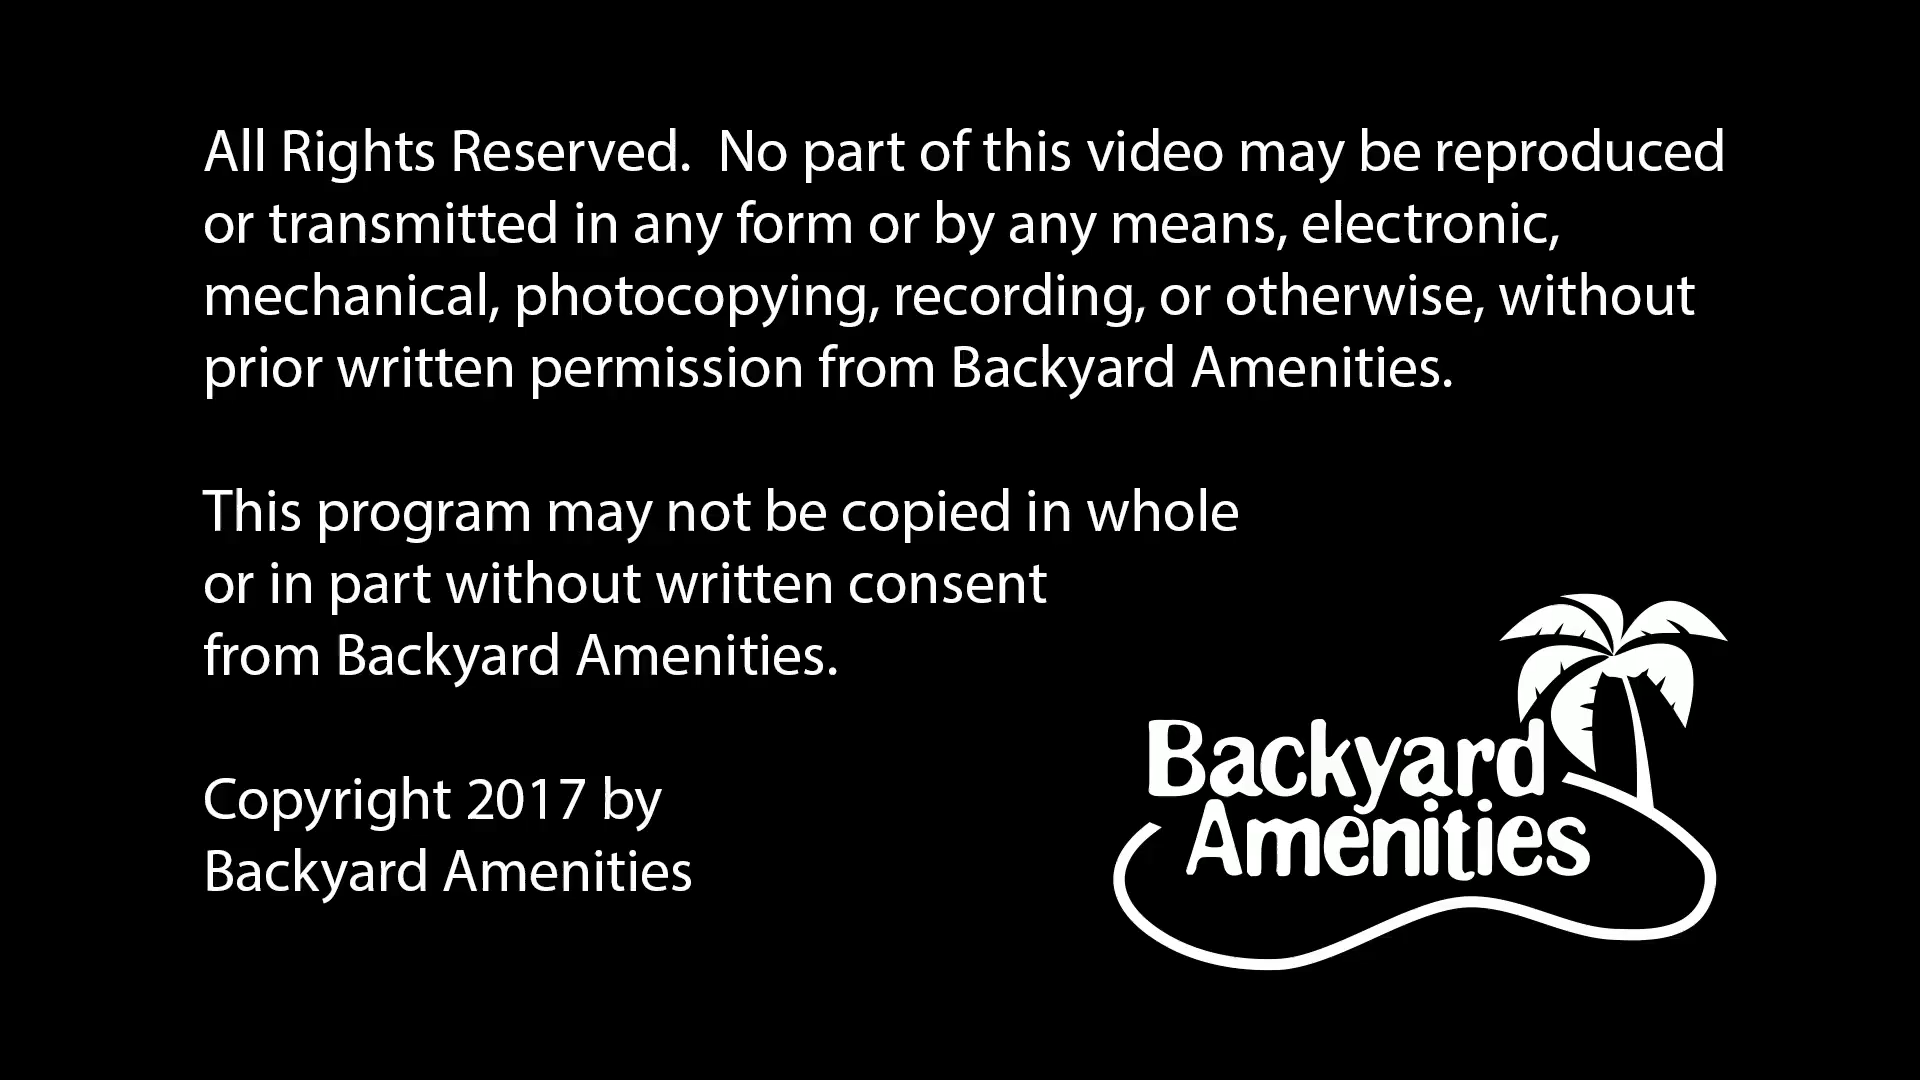 All Rights Reserved.  No part of this video may be reproduced
or transmitted in any form or by any means, electronic,
mechanical, photocopying, recording, or otherwise, without
prior written permission from Backyard Amenities.
This program may not be copied in whole
or in part without written consent
from Backyard Amenities.
Copyright 2017 by
Backyard Amenities
Backyard
Amenities